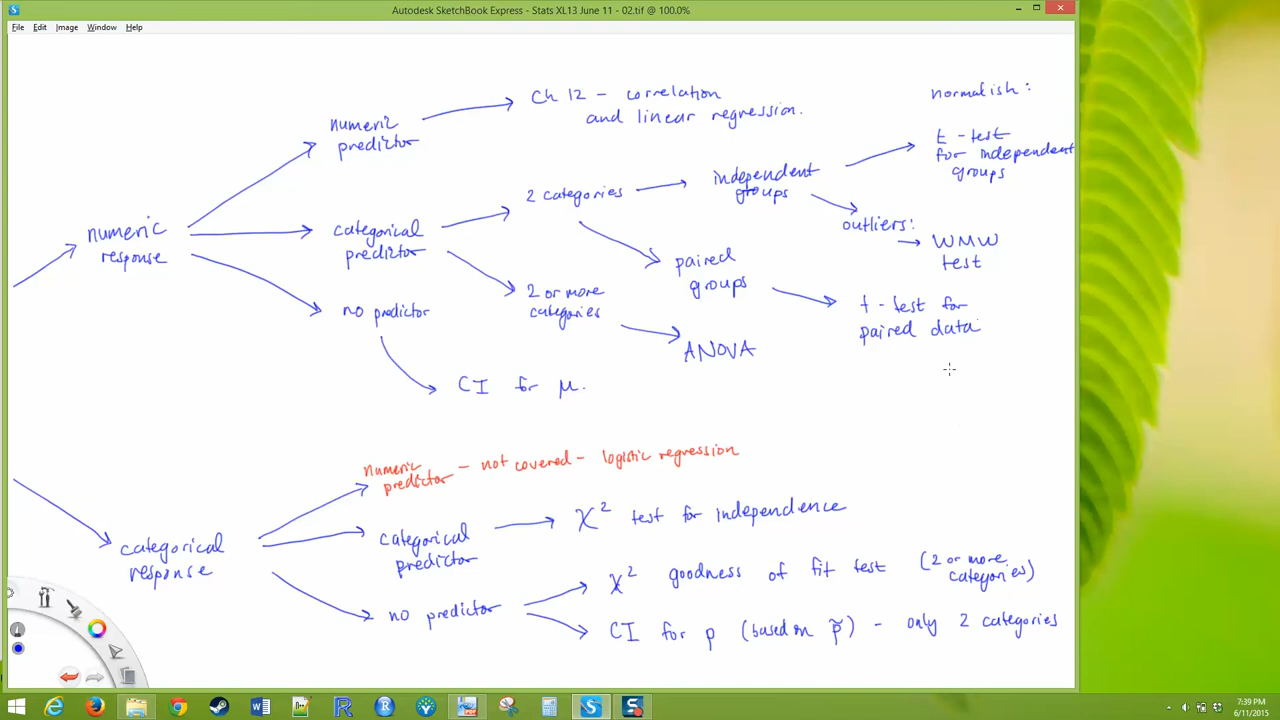 Autodesk SketchBook Express - Stats XL13 June 11 - 02.tif @ 100.0%
File Edit Image Window Help
numeric
response
numeric
predictor
Ch 12 - correlation
and linear regression.
categorical
predictor
2 categories
independent
groups
normalish:
t-test
for independent
groups
outliers:
WMW
test
paired
groups
t-test for
paired data
2 or more
categories
ANOVA
no predictor
CI for μ.
categorical
response
numeric
predictor - not covered - logistic regression
categorical
predictor
χ² test for independence
no predictor
χ² goodness of fit test (2 or more
categories)
CI for p (based on p̃) - only 2 categories
7:39 PM
6/11/2015